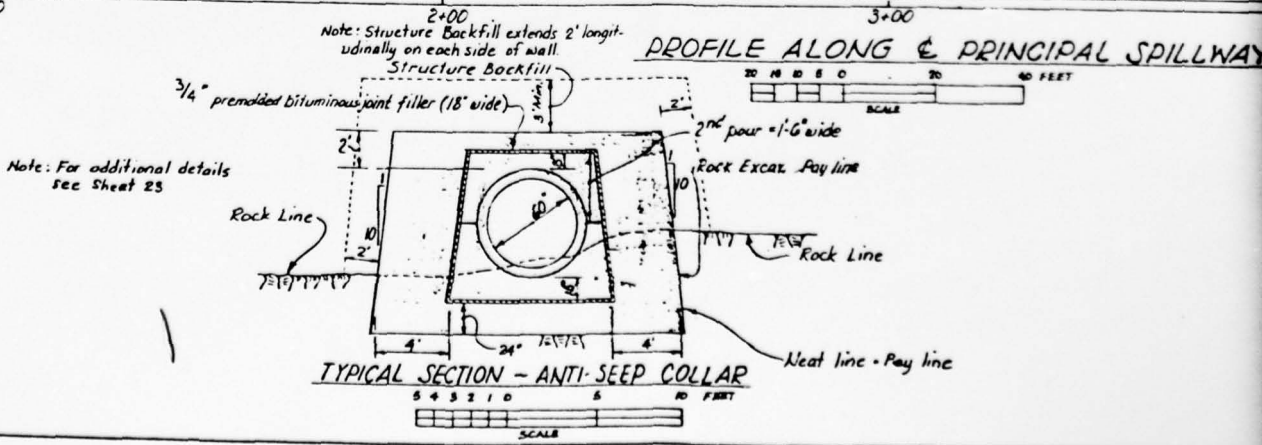 2+00
3+00
Note: Structure Backfill extends 2' longit-
udinally on each side of wall.
PROFILE ALONG ℄ PRINCIPAL SPILLWAY
Structure Backfill
20 10 5 0 20 40 FEET
SCALE
3/4" premolded bituminous joint filler (18" wide)
3' Min.
2'
2nd pour = 1'-6" wide
2'
Note: For additional details
see Sheet 23
Rock Excav. Pay line
1
10
Rock Line
10
2'
Rock Line
4'
24"
4'
Neat line - Pay line
TYPICAL SECTION - ANTI-SEEP COLLAR
5 4 3 2 1 0 5 10 FEET
SCALE